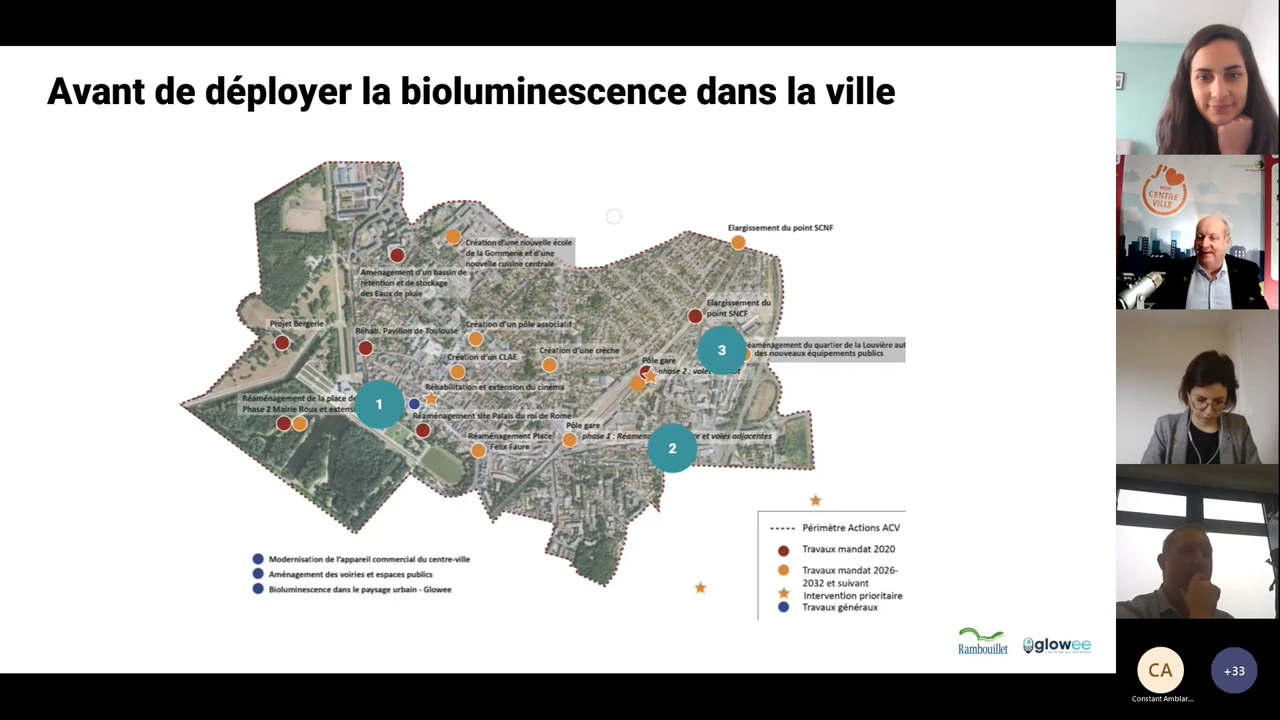 Avant de déployer la bioluminescence dans la ville
Elargissement du point SCNF
Création d'une nouvelle école
de la Gommerie et d'une
nouvelle cuisine centrale
Aménagement d'un bassin de
rétention et de stockage
des Eaux de pluie
Elargissement du
point SNCF
Projet Bergerie
Réhab. Pavillon de Toulouse
Création d'un pôle associatif
3
Réaménagement du quartier de la Louvière
des nouveaux équipements publics
Création d'un CLAE
Création d'une crèche
Pôle gare
phase 2 :
Réhabilitation et extension du cinéma
Réaménagement de la place de
Phase 2 Mairie Roux et
1
Réaménagement site Palais du roi de Rome
Réaménagement Place
Felix Faure
Pôle gare
phase 1 : et voies adjacentes
2
Périmètre Actions ACV
Travaux mandat 2020
Travaux mandat 2026-
2032 et suivant
Intervention prioritaire
Travaux généraux
Modernisation de l'appareil commercial du centre-ville
Aménagement des voiries et espaces publics
Bioluminescence dans le paysage urbain - Glowee
Rambouillet
glowee
J'
MON
CENTRE
VILLE
CA
+33
Constant Amblar...